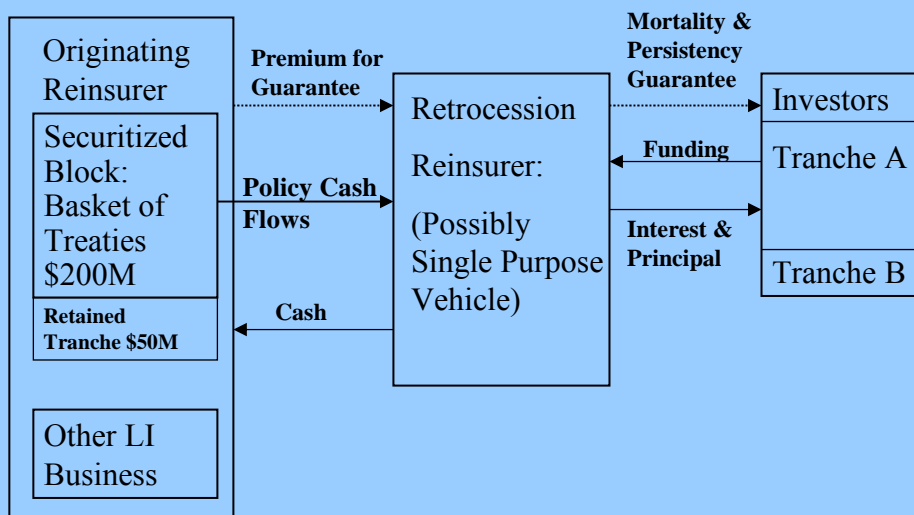 Originating
Reinsurer
Securitized
Block:
Basket of
Treaties
$200M
Retained
Tranche $50M
Other LI
Business
Premium for
Guarantee
Policy Cash
Flows
Cash
Retrocession
Reinsurer:
(Possibly
Single Purpose
Vehicle)
Mortality &
Persistency
Guarantee
Funding
Interest &
Principal
Investors
Tranche A
Tranche B